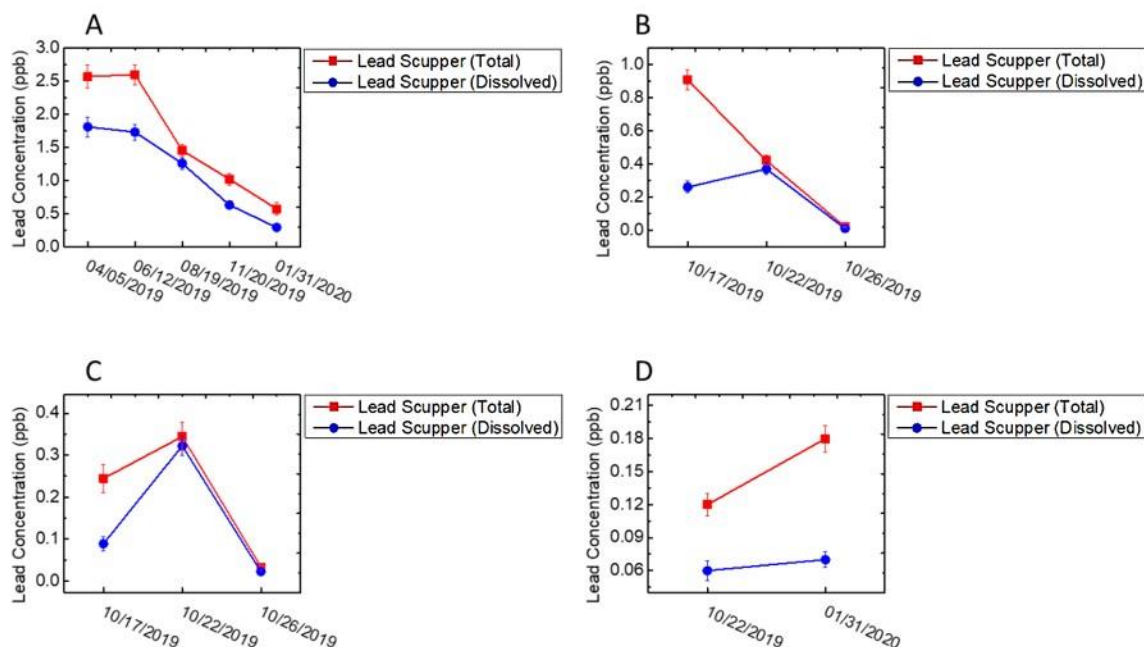 A
Lead Concentration (ppb)
3.0
2.5
2.0
1.5
1.0
0.5
0.0
04/05/2019
06/12/2019
08/19/2019
11/20/2019
01/31/2020
Lead Scupper (Total)
Lead Scupper (Dissolved)
B
Lead Concentration (ppb)
1.0
0.8
0.6
0.4
0.2
0.0
10/17/2019
10/22/2019
10/26/2019
Lead Scupper (Total)
Lead Scupper (Dissolved)
C
Lead Concentration (ppb)
0.4
0.3
0.2
0.1
0.0
10/17/2019
10/22/2019
10/26/2019
Lead Scupper (Total)
Lead Scupper (Dissolved)
D
Lead Concentration (ppb)
0.21
0.18
0.15
0.12
0.09
0.06
10/22/2019
01/31/2020
Lead Scupper (Total)
Lead Scupper (Dissolved)